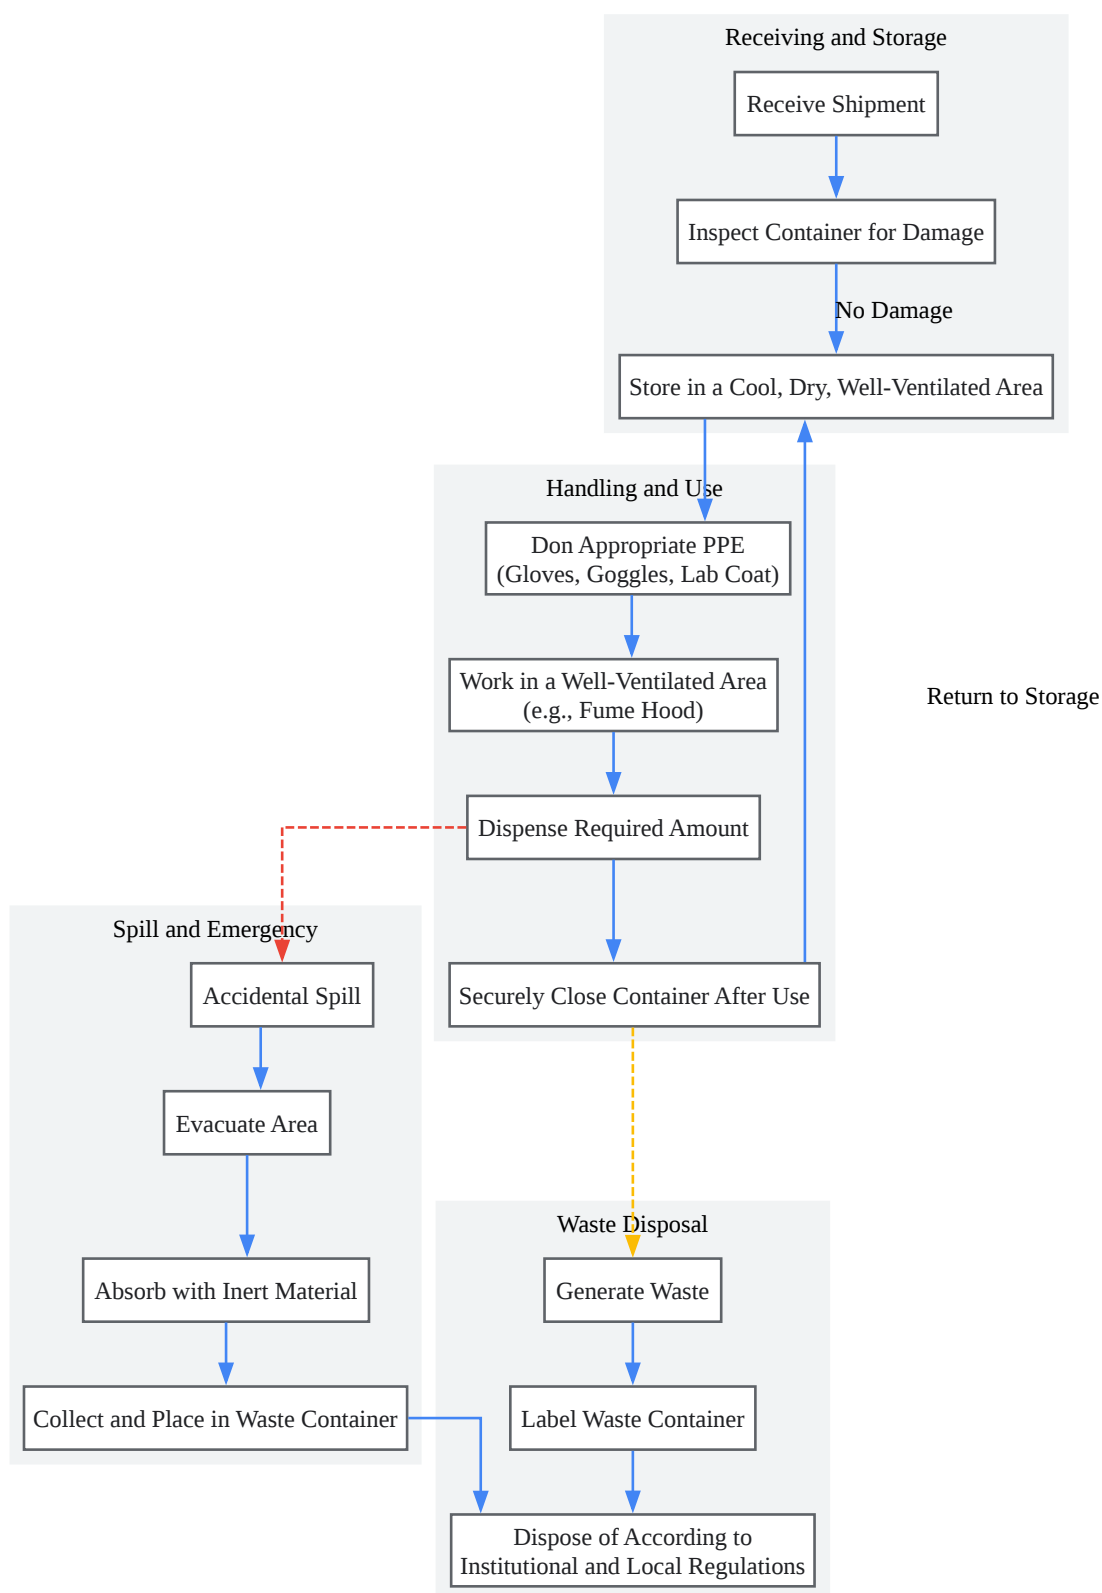 Receiving and Storage
Receive Shipment
Inspect Container for Damage
No Damage
Store in a Cool, Dry, Well-Ventilated Area
Handling and Use
Don Appropriate PPE
(Gloves, Goggles, Lab Coat)
Work in a Well-Ventilated Area
(e.g., Fume Hood)
Return to Storage
Dispense Required Amount
Securely Close Container After Use
Spill and Emergency
Accidental Spill
Evacuate Area
Absorb with Inert Material
Collect and Place in Waste Container
Waste Disposal
Generate Waste
Label Waste Container
Dispose of According to
Institutional and Local Regulations